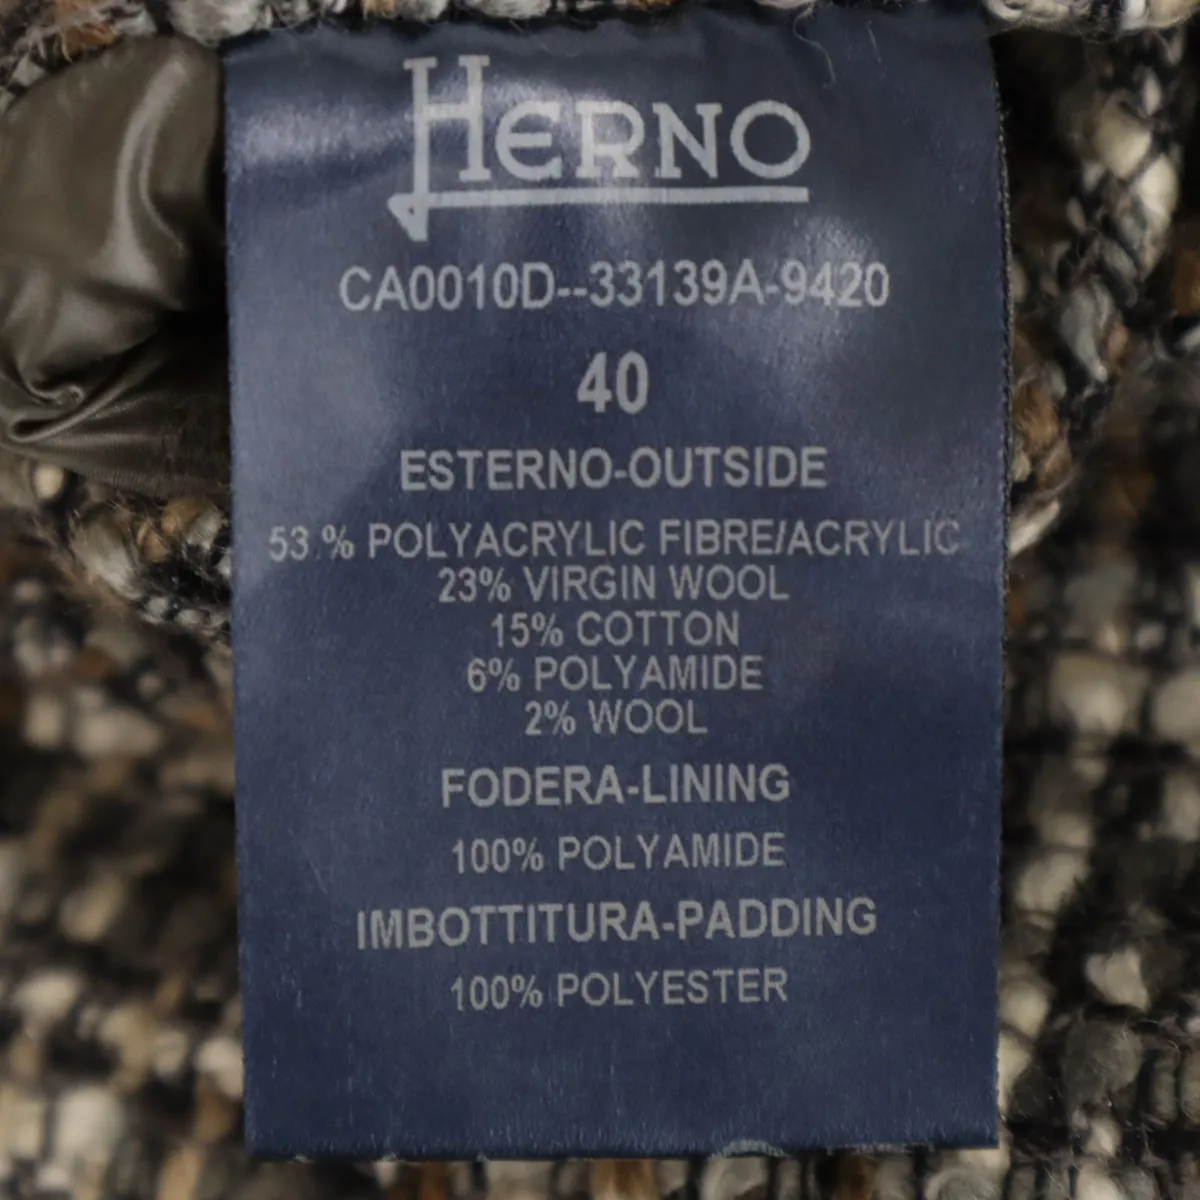 HERNO
CA0010D--33139A-9420
40
ESTERNO-OUTSIDE
53 % POLYACRYLIC FIBRE/ACRYLIC
23% VIRGIN WOOL
15% COTTON
6% POLYAMIDE
2% WOOL
FODERA-LINING
100% POLYAMIDE
IMBOTTITURA-PADDING
100% POLYESTER